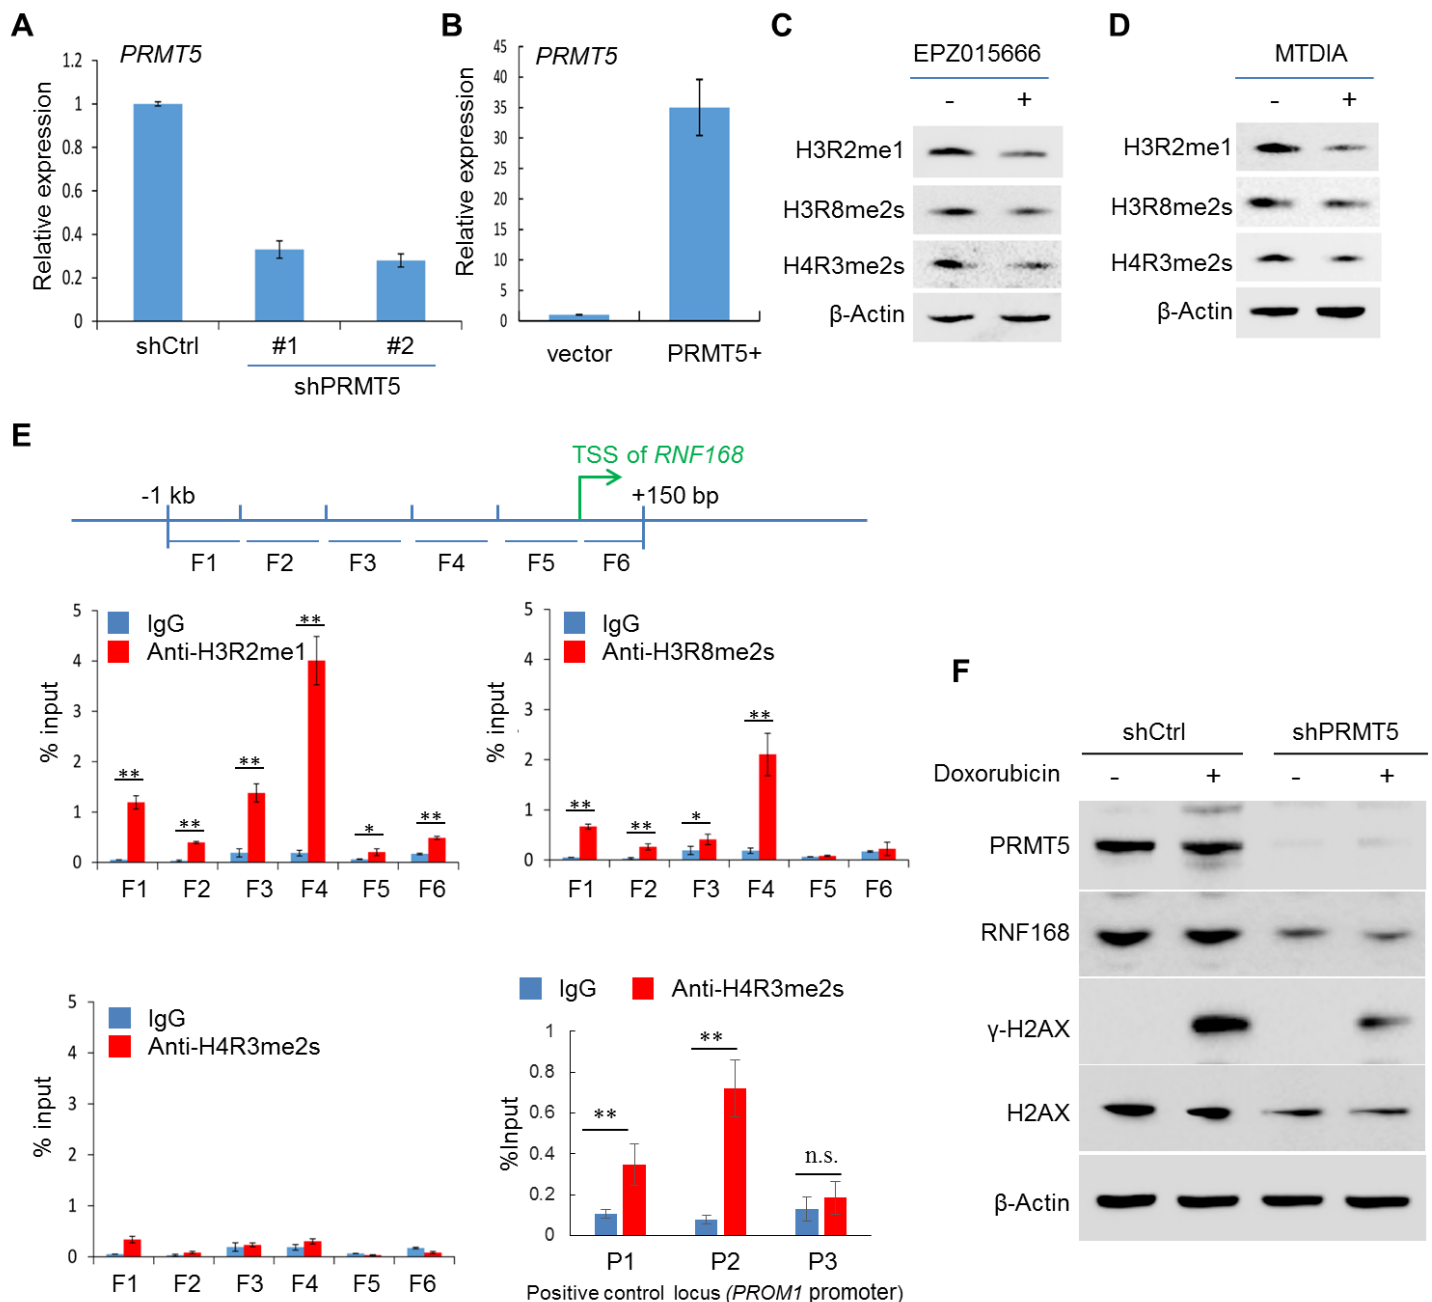 A
PRMT5
Relative expression
1.2
1
0.8
0.6
0.4
0.2
0
shCtrl #1 #2
shPRMT5
B
PRMT5
Relative expression
45
40
35
30
25
20
15
10
5
0
vector PRMT5+
C
EPZ015666
- +
H3R2me1
H3R8me2s
H4R3me2s
β-Actin
D
MTDIA
- +
H3R2me1
H3R8me2s
H4R3me2s
β-Actin
E
TSS of RNF168
-1 kb +150 bp
F1 F2 F3 F4 F5 F6
IgG
Anti-H3R2me1
% input
5
4
3
2
1
0
** ** ** ** * **
F1 F2 F3 F4 F5 F6
IgG
Anti-H3R8me2s
% input
5
4
3
2
1
0
** ** * **
F1 F2 F3 F4 F5 F6
IgG
Anti-H4R3me2s
% input
5
4
3
2
1
0
F1 F2 F3 F4 F5 F6
IgG Anti-H4R3me2s
%Input
1
0.8
0.6
0.4
0.2
0
** ** n.s.
P1 P2 P3
Positive control locus (PROM1 promoter)
F
shCtrl shPRMT5
Doxorubicin - + - +
PRMT5
RNF168
γ-H2AX
H2AX
β-Actin